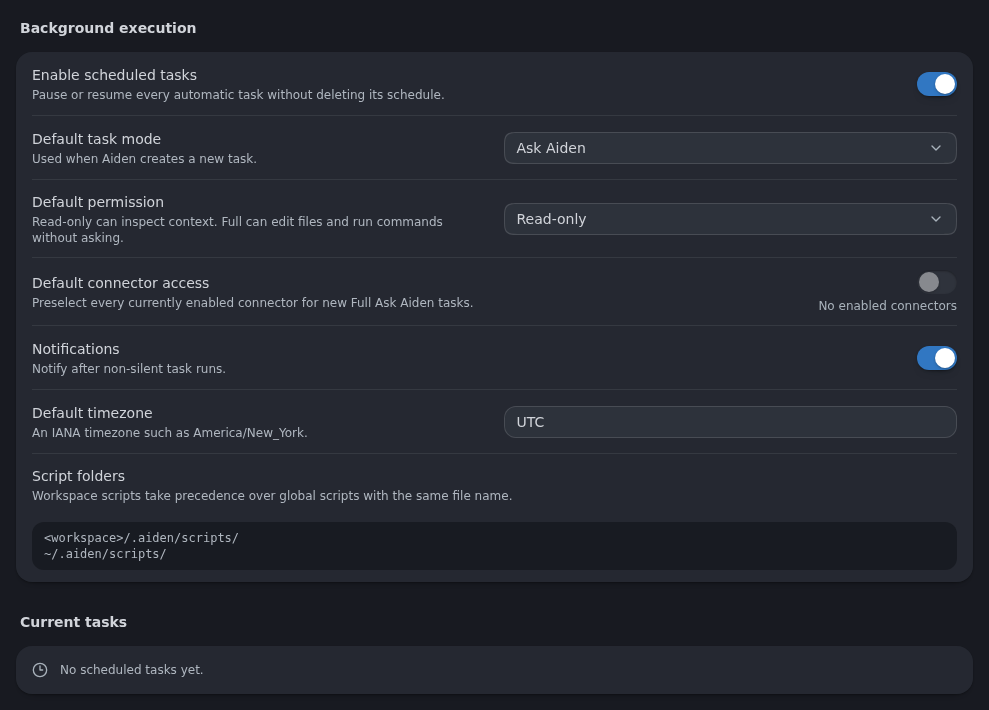 Background execution
Enable scheduled tasks
Pause or resume every automatic task without deleting its schedule.
Default task mode
Used when Aiden creates a new task.
Ask Aiden
Default permission
Read-only can inspect context. Full can edit files and run commands
without asking.
Read-only
Default connector access
Preselect every currently enabled connector for new Full Ask Aiden tasks.
No enabled connectors
Notifications
Notify after non-silent task runs.
Default timezone
An IANA timezone such as America/New_York.
UTC
Script folders
Workspace scripts take precedence over global scripts with the same file name.
<workspace>/.aiden/scripts/
~/.aiden/scripts/
Current tasks
No scheduled tasks yet.